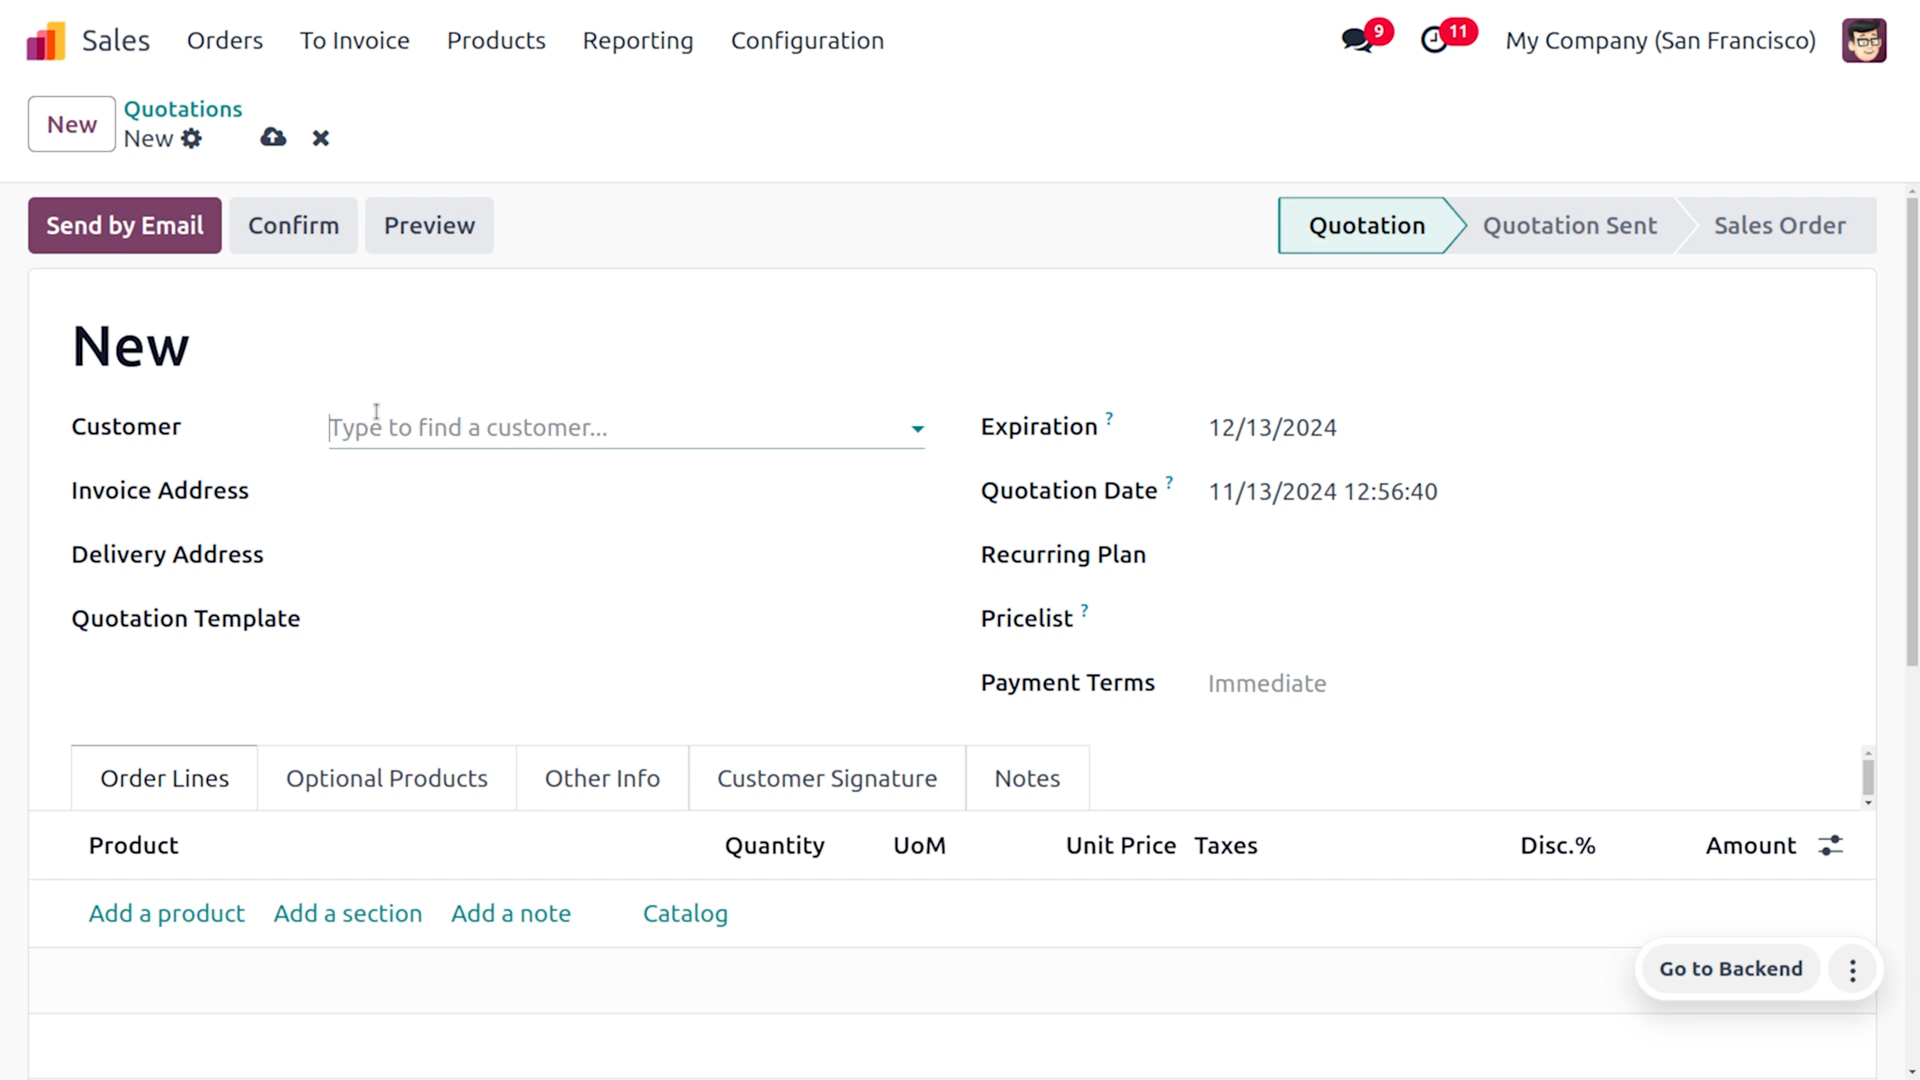 Sales Orders To Invoice Products Reporting Configuration 9 11 My Company (San Francisco)
New Quotations
New
Send by Email Confirm Preview Quotation Quotation Sent Sales Order
New
Customer Type to find a customer... Expiration ? 12/13/2024
Invoice Address Quotation Date ? 11/13/2024 12:56:40
Delivery Address Recurring Plan
Quotation Template Pricelist ?
Payment Terms Immediate
Order Lines Optional Products Other Info Customer Signature Notes
Product Quantity UoM Unit Price Taxes Disc.% Amount
Add a product Add a section Add a note Catalog
Go to Backend